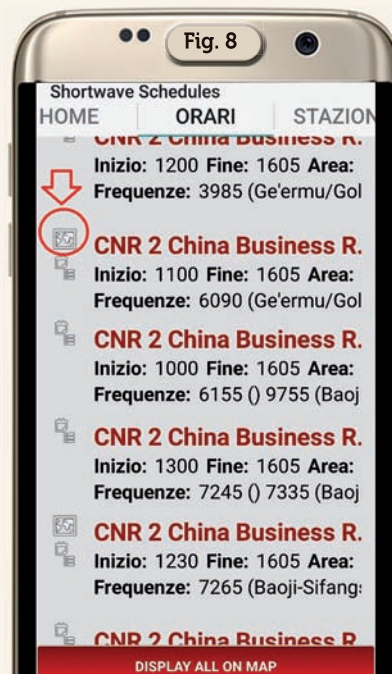 Fig. 8
Shortwave Schedules
HOME ORARI STAZION
CNR 2 China Business R.
Inizio: 1200 Fine: 1605 Area:
Frequenze: 3985 (Ge'ermu/Gol
CNR 2 China Business R.
Inizio: 1100 Fine: 1605 Area:
Frequenze: 6090 (Ge'ermu/Gol
CNR 2 China Business R.
Inizio: 1000 Fine: 1605 Area:
Frequenze: 6155 () 9755 (Baoj
CNR 2 China Business R.
Inizio: 1300 Fine: 1605 Area:
Frequenze: 7245 () 7335 (Baoj
CNR 2 China Business R.
Inizio: 1230 Fine: 1605 Area:
Frequenze: 7265 (Baoji-Sifang:
CNR 2 China Business R.
DISPLAY ALL ON MAP